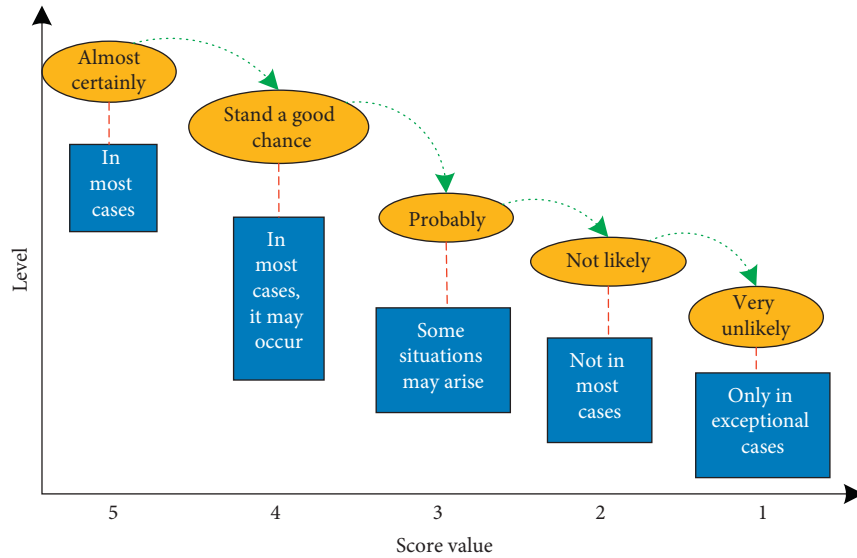 Almost
certainly
In
most
cases
Stand a good
chance
In
most
cases,
it may
occur
Probably
Some
situations
may arise
Not likely
Not in
most
cases
Very
unlikely
Only in
exceptional
cases
Level
5
4
3
2
1
Score value